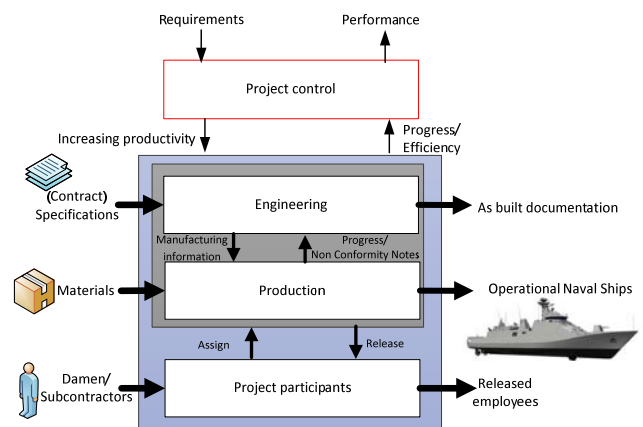 Requirements
Performance
Project control
Increasing productivity
Progress/
Efficiency
(Contract)
Specifications
Engineering
As built documentation
Manufacturing
information
Progress/
Non Conformity Notes
Materials
Production
Operational Naval Ships
Assign
Release
Damen/
Subcontractors
Project participants
Released
employees